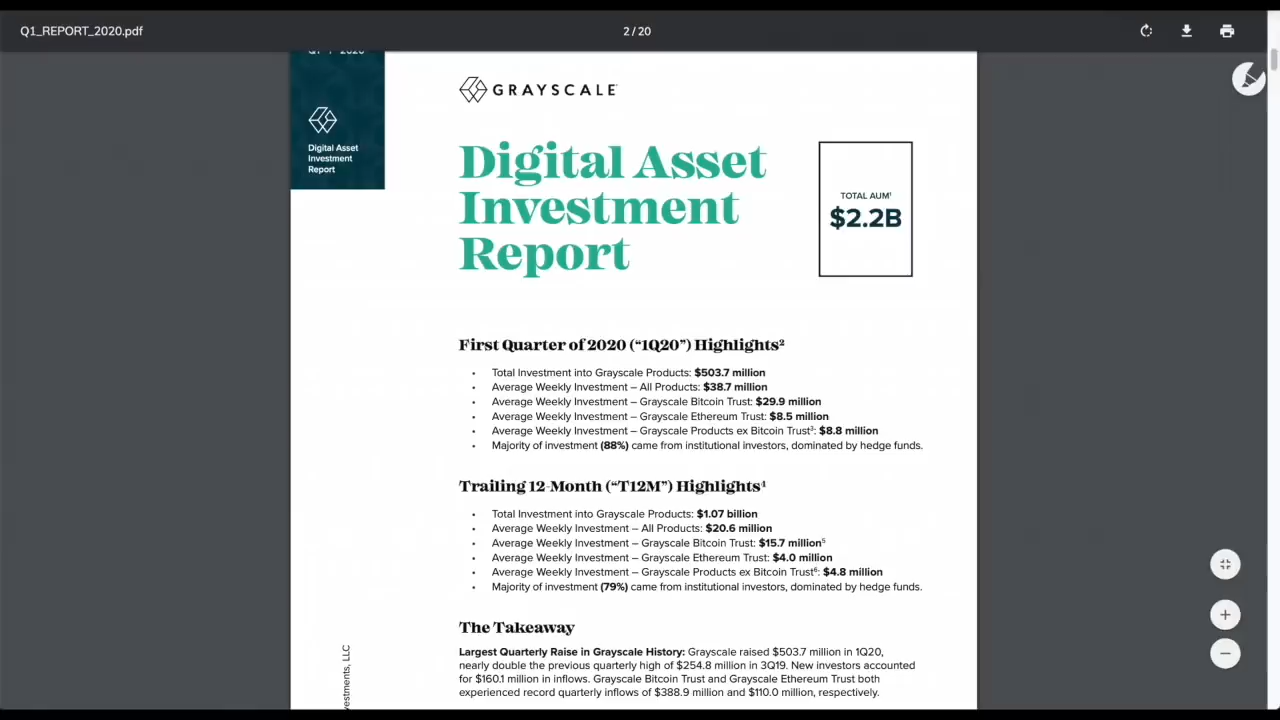 Q1_REPORT_2020.pdf
2 / 20
Q1 / 2020
Digital Asset
Investment
Report
GRAYSCALE
Digital Asset
Investment
Report
TOTAL AUM¹
$2.2B
First Quarter of 2020 (“1Q20”) Highlights²
• Total Investment into Grayscale Products: $503.7 million
• Average Weekly Investment – All Products: $38.7 million
• Average Weekly Investment – Grayscale Bitcoin Trust: $29.9 million
• Average Weekly Investment – Grayscale Ethereum Trust: $8.5 million
• Average Weekly Investment – Grayscale Products ex Bitcoin Trust³: $8.8 million
• Majority of investment (88%) came from institutional investors, dominated by hedge funds.
Trailing 12-Month (“T12M”) Highlights⁴
• Total Investment into Grayscale Products: $1.07 billion
• Average Weekly Investment – All Products: $20.6 million
• Average Weekly Investment – Grayscale Bitcoin Trust: $15.7 million⁵
• Average Weekly Investment – Grayscale Ethereum Trust: $4.0 million
• Average Weekly Investment – Grayscale Products ex Bitcoin Trust⁶: $4.8 million
• Majority of investment (79%) came from institutional investors, dominated by hedge funds.
The Takeaway
Largest Quarterly Raise in Grayscale History: Grayscale raised $503.7 million in 1Q20,
nearly double the previous quarterly high of $254.8 million in 3Q19. New investors accounted
for $160.1 million in inflows. Grayscale Bitcoin Trust and Grayscale Ethereum Trust both
experienced record quarterly inflows of $388.9 million and $110.0 million, respectively.
estments, LLC